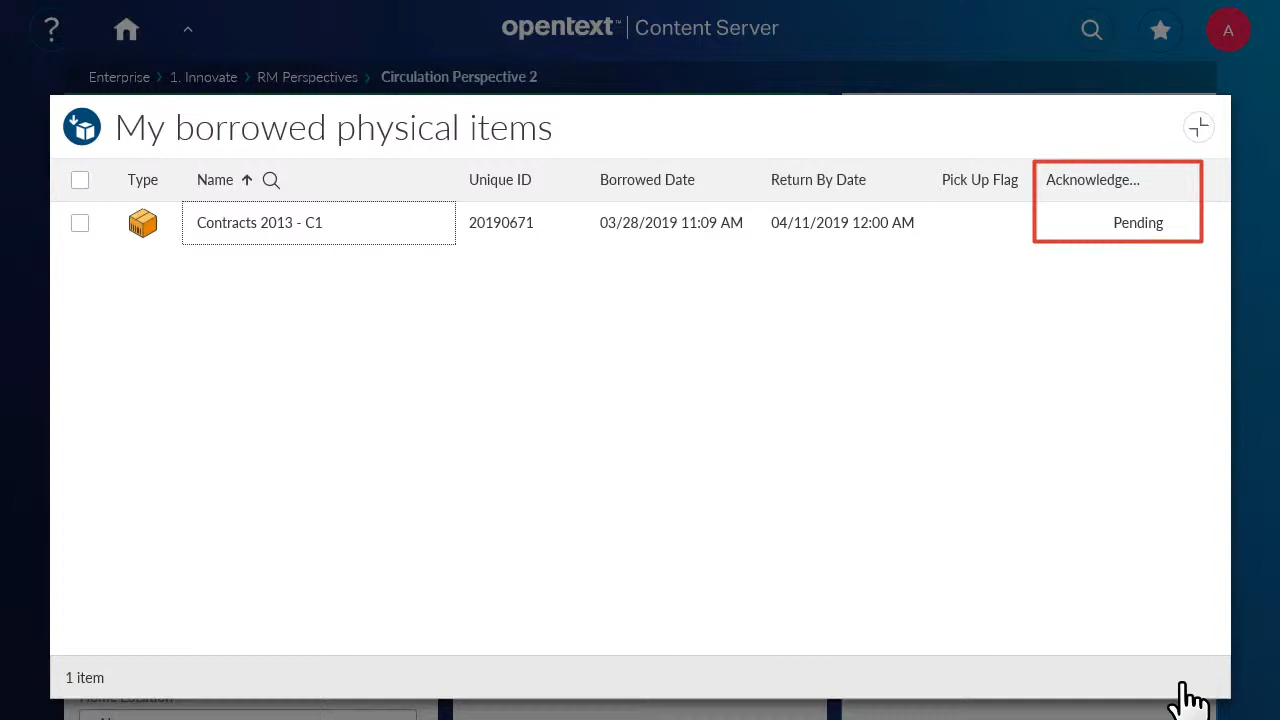 ?
opentext™ | Content Server
A
Enterprise > 1. Innovate > RM Perspectives > Circulation Perspective 2
My borrowed physical items
Type Name Unique ID Borrowed Date Return By Date Pick Up Flag Acknowledge...
Contracts 2013 - C1 20190671 03/28/2019 11:09 AM 04/11/2019 12:00 AM Pending
1 item
Home Location